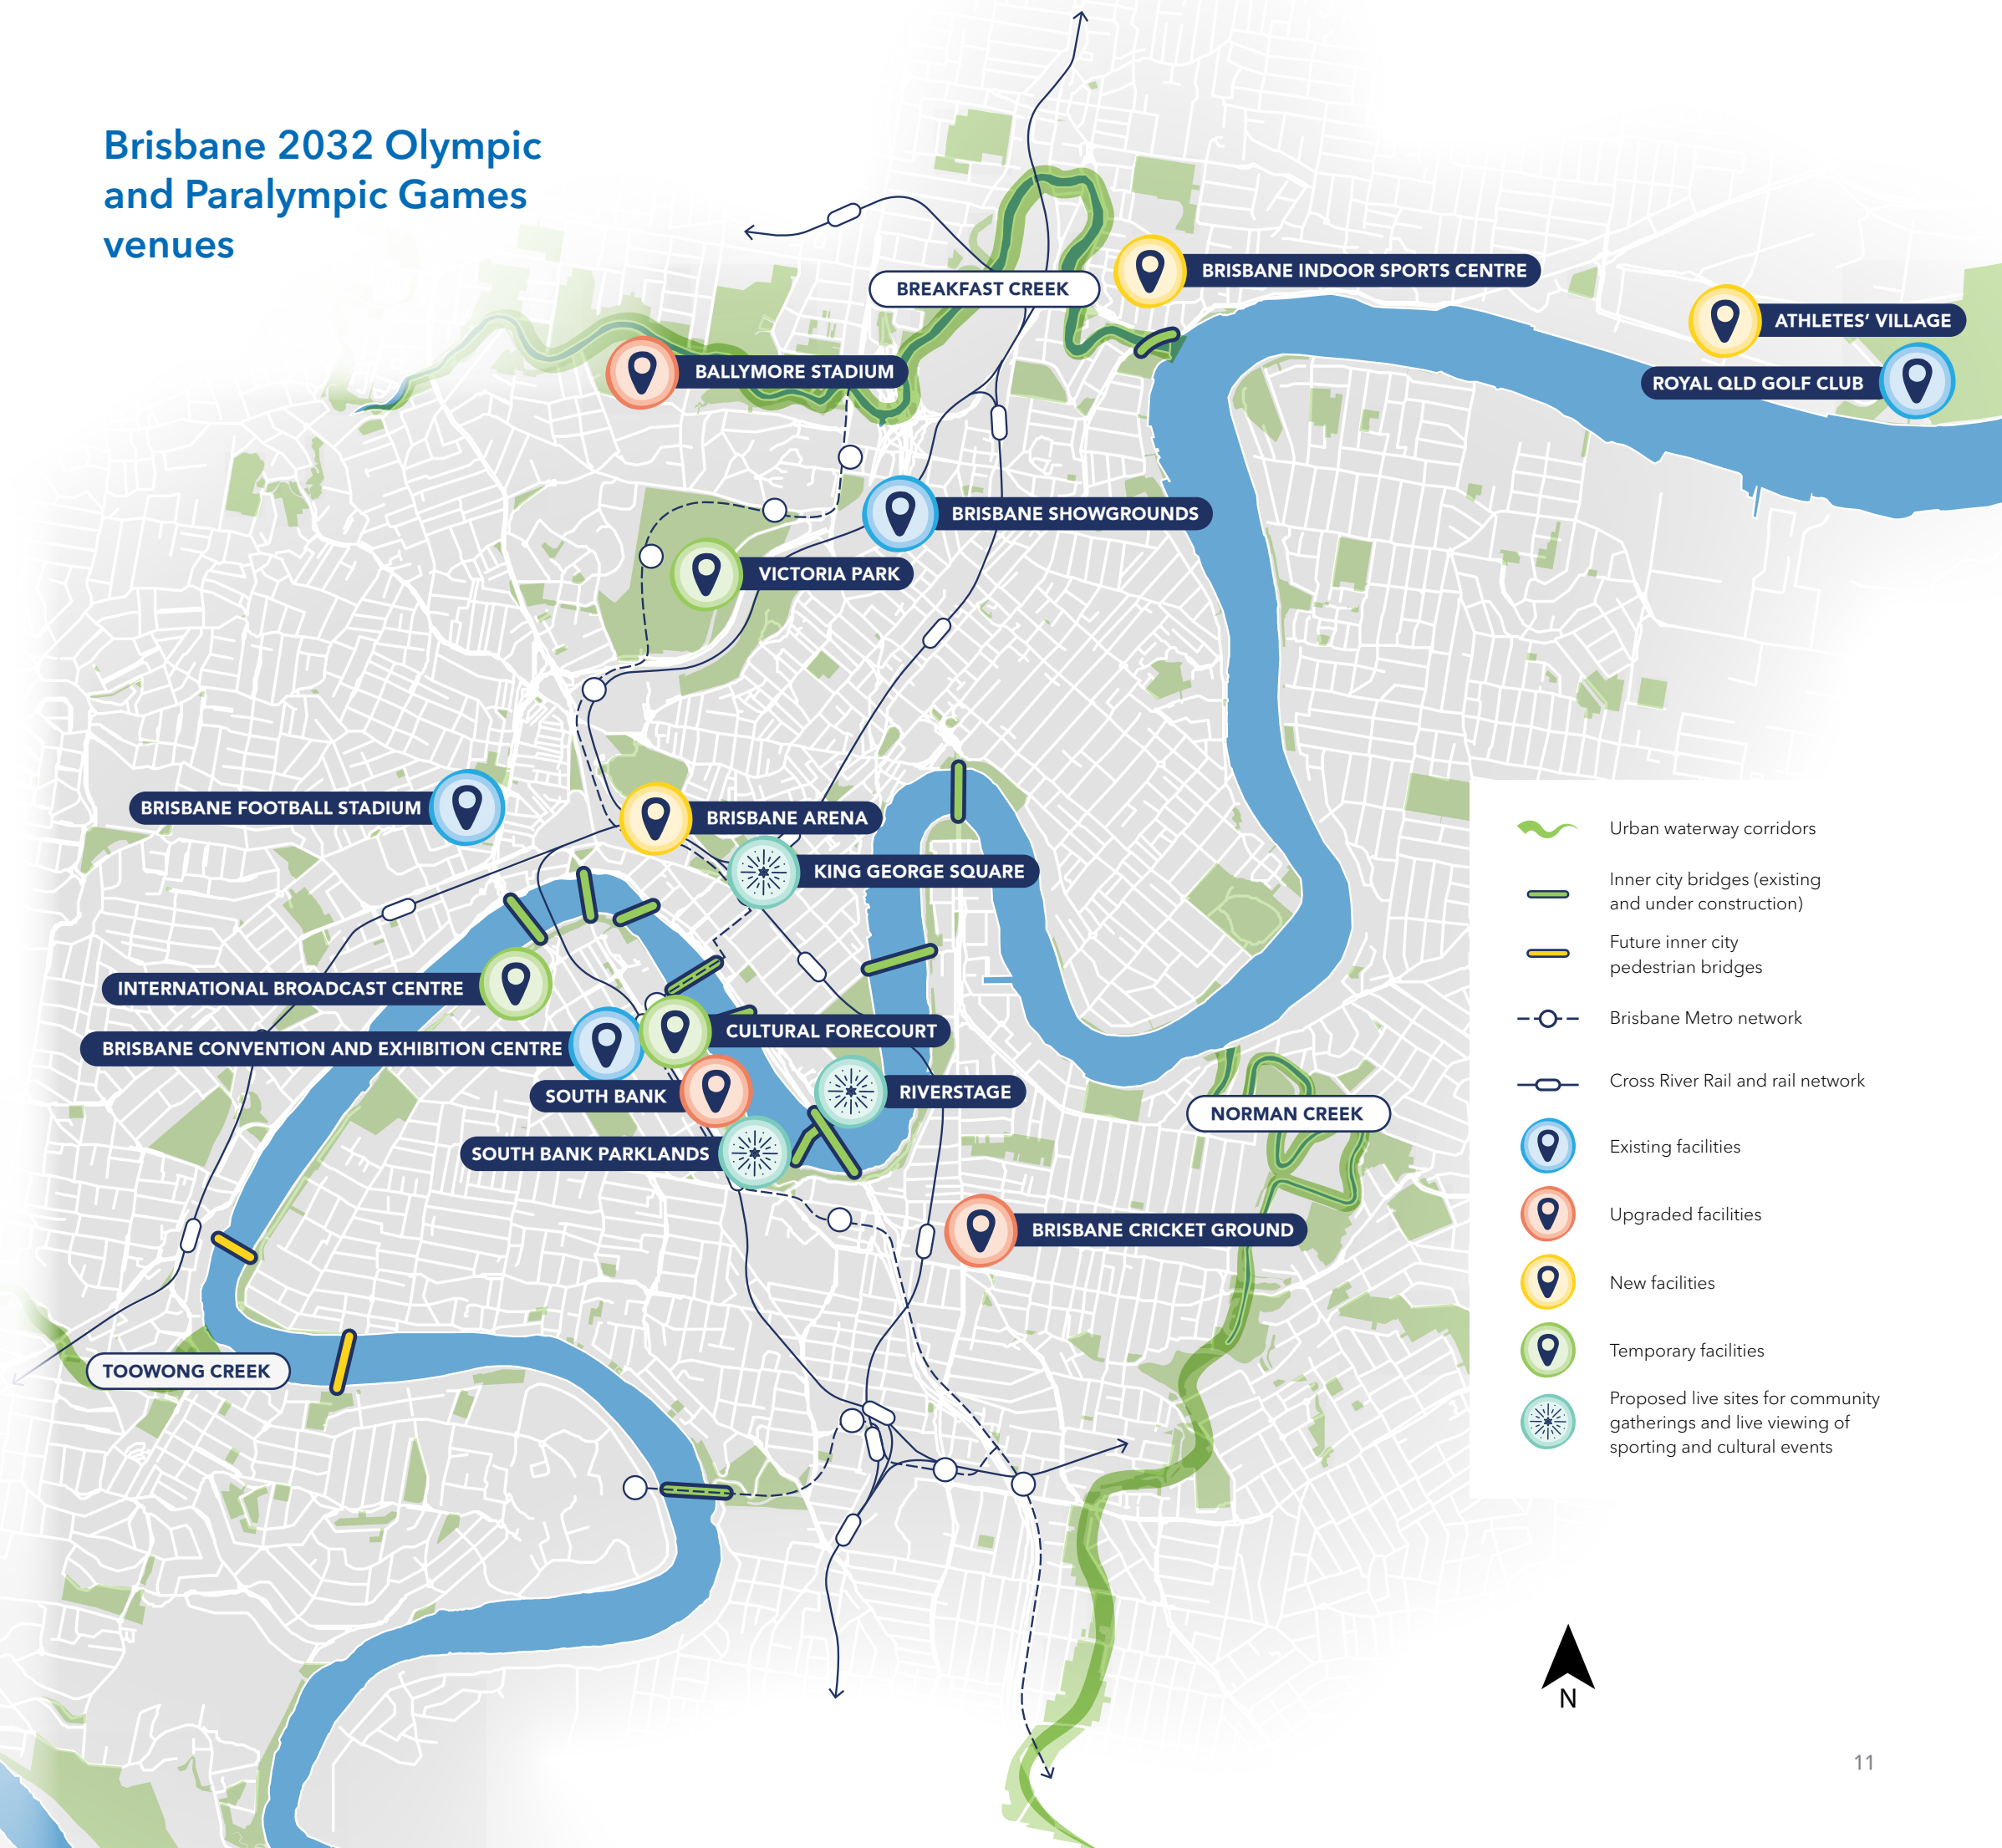 Brisbane 2032 Olympic
and Paralympic Games
venues
BREAKFAST CREEK
BRISBANE INDOOR SPORTS CENTRE
ATHLETES’ VILLAGE
ROYAL QLD GOLF CLUB
BALLYMORE STADIUM
BRISBANE SHOWGROUNDS
VICTORIA PARK
BRISBANE FOOTBALL STADIUM
BRISBANE ARENA
KING GEORGE SQUARE
INTERNATIONAL BROADCAST CENTRE
CULTURAL FORECOURT
BRISBANE CONVENTION AND EXHIBITION CENTRE
SOUTH BANK
RIVERSTAGE
NORMAN CREEK
SOUTH BANK PARKLANDS
BRISBANE CRICKET GROUND
TOOWONG CREEK
Urban waterway corridors
Inner city bridges (existing
and under construction)
Future inner city
pedestrian bridges
Brisbane Metro network
Cross River Rail and rail network
Existing facilities
Upgraded facilities
New facilities
Temporary facilities
Proposed live sites for community
gatherings and live viewing of
sporting and cultural events
N
11